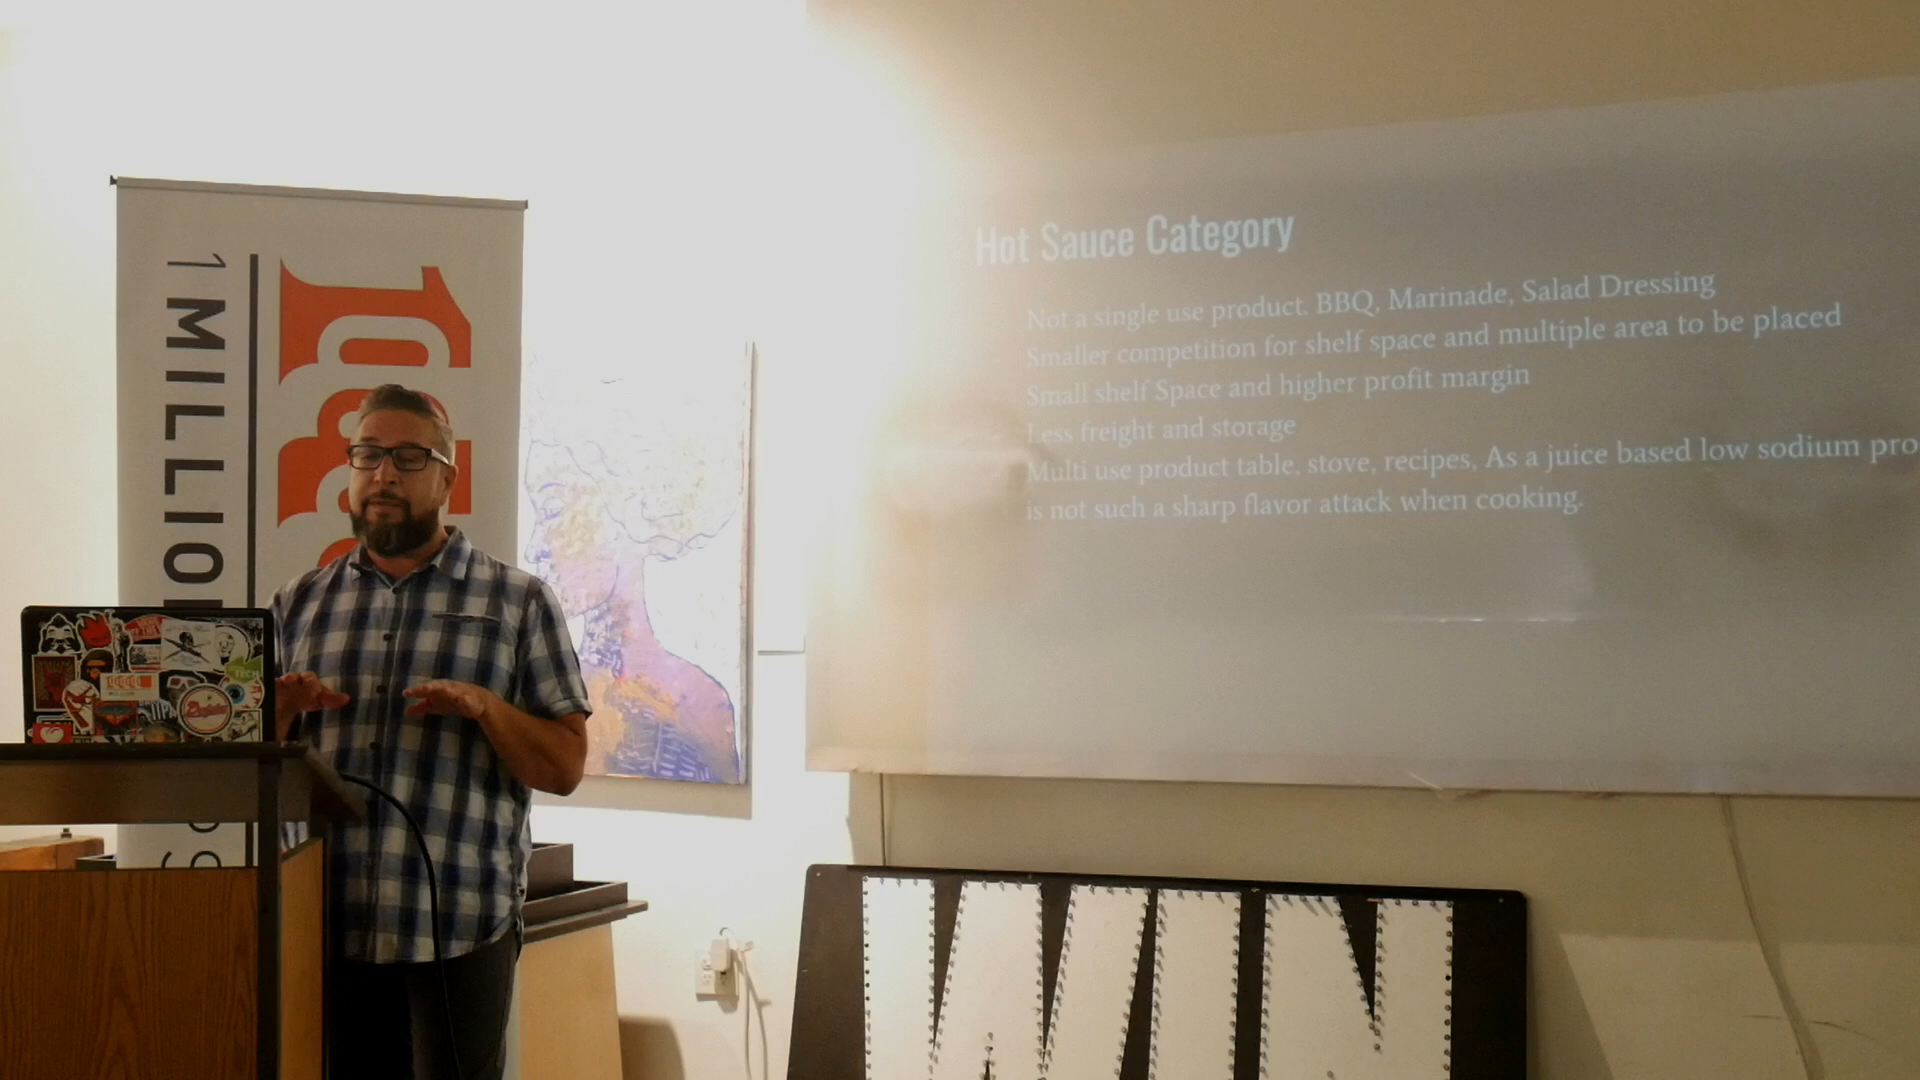 1 MILLION
Hot Sauce Category
Not a single use product. BBQ, Marinade, Salad Dressing
Smaller competition for shelf space and multiple area to be placed
Small shelf Space and higher profit margin
Less freight and storage
Multi use product table, stove, recipes, As a juice based low sodium pro
is not such a sharp flavor attack when cooking.
TECH